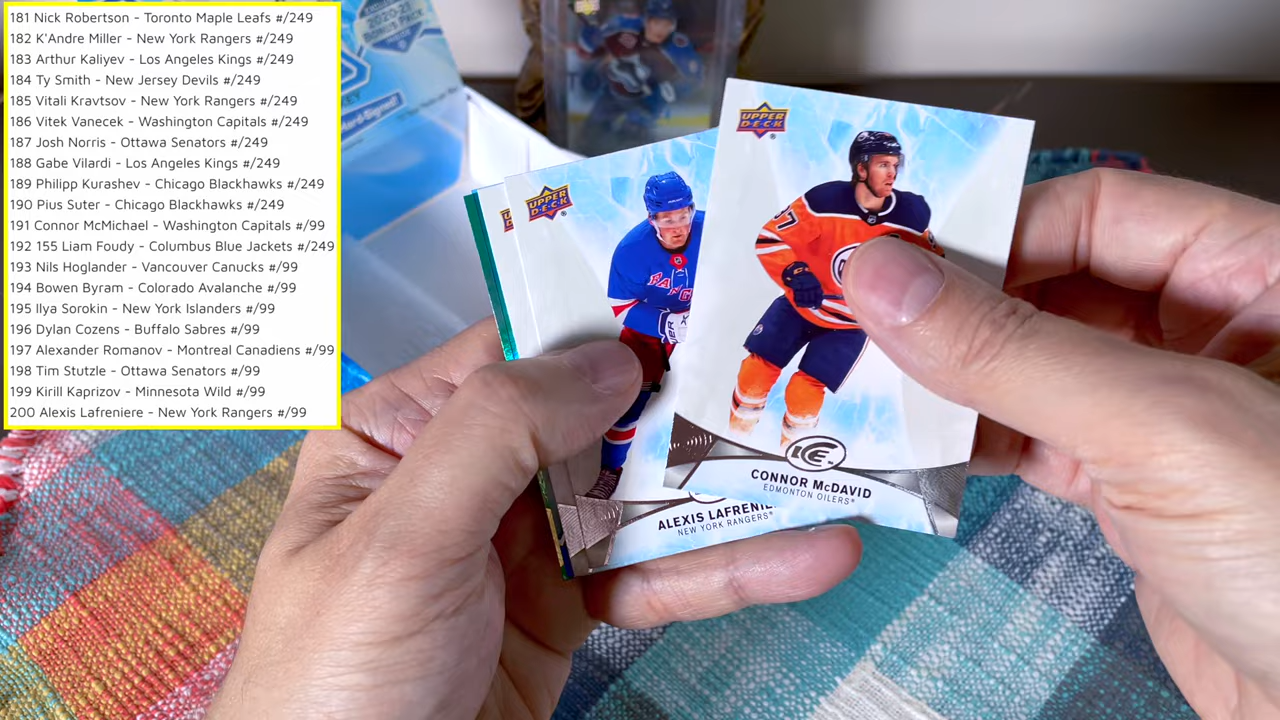 181 Nick Robertson - Toronto Maple Leafs #/249
182 K'Andre Miller - New York Rangers #/249
183 Arthur Kaliyev - Los Angeles Kings #/249
184 Ty Smith - New Jersey Devils #/249
185 Vitali Kravtsov - New York Rangers #/249
186 Vitek Vanecek - Washington Capitals #/249
187 Josh Norris - Ottawa Senators #/249
188 Gabe Vilardi - Los Angeles Kings #/249
189 Philipp Kurashev - Chicago Blackhawks #/249
190 Pius Suter - Chicago Blackhawks #/249
191 Connor McMichael - Washington Capitals #/99
192 155 Liam Foudy - Columbus Blue Jackets #/249
193 Nils Hoglander - Vancouver Canucks #/99
194 Bowen Byram - Colorado Avalanche #/99
195 Ilya Sorokin - New York Islanders #/99
196 Dylan Cozens - Buffalo Sabres #/99
197 Alexander Romanov - Montreal Canadiens #/99
198 Tim Stutzle - Ottawa Senators #/99
199 Kirill Kaprizov - Minnesota Wild #/99
200 Alexis Lafreniere - New York Rangers #/99
2020-21
BONUS PACK
UPPER
DECK
UPPER
DECK
ICE
CONNOR McDAVID
EDMONTON OILERS
ALEXIS LAFRENIE
NEW YORK RANGERS